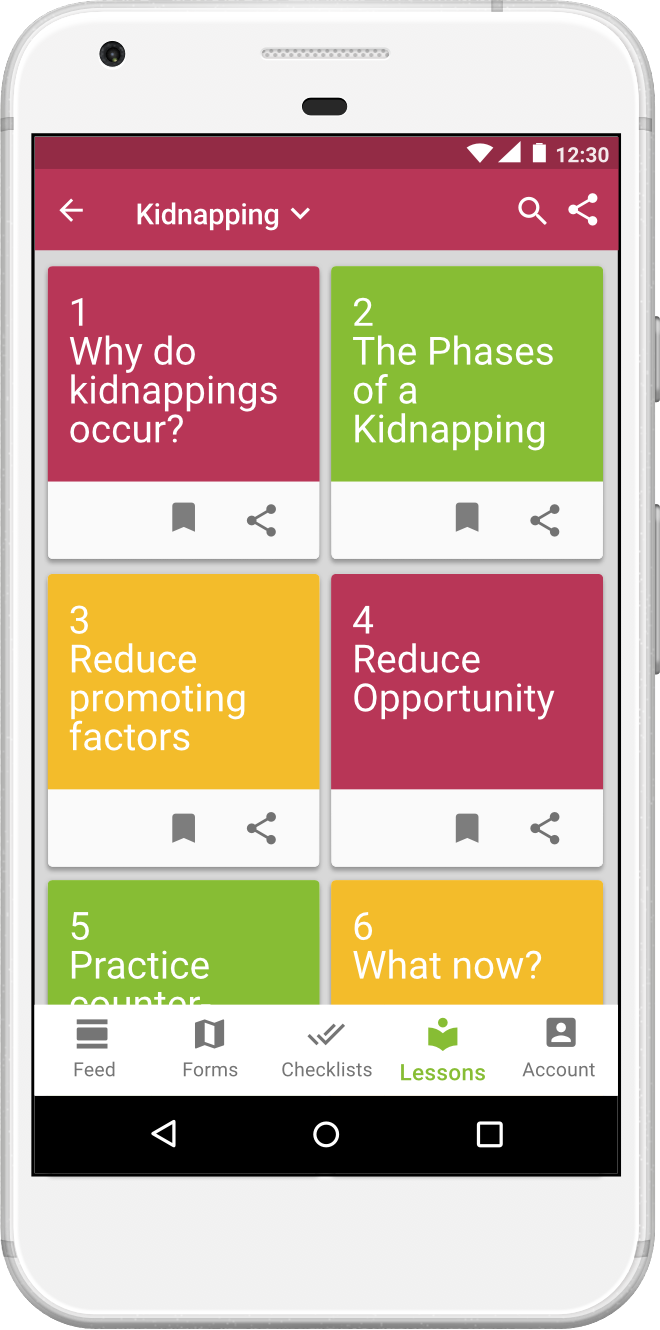 12:30
Kidnapping
1
Why do
kidnappings
occur?
2
The Phases
of a
Kidnapping
3
Reduce
promoting
factors
4
Reduce
Opportunity
5
Practice
counter-
6
What now?
Feed
Forms
Checklists
Lessons
Account